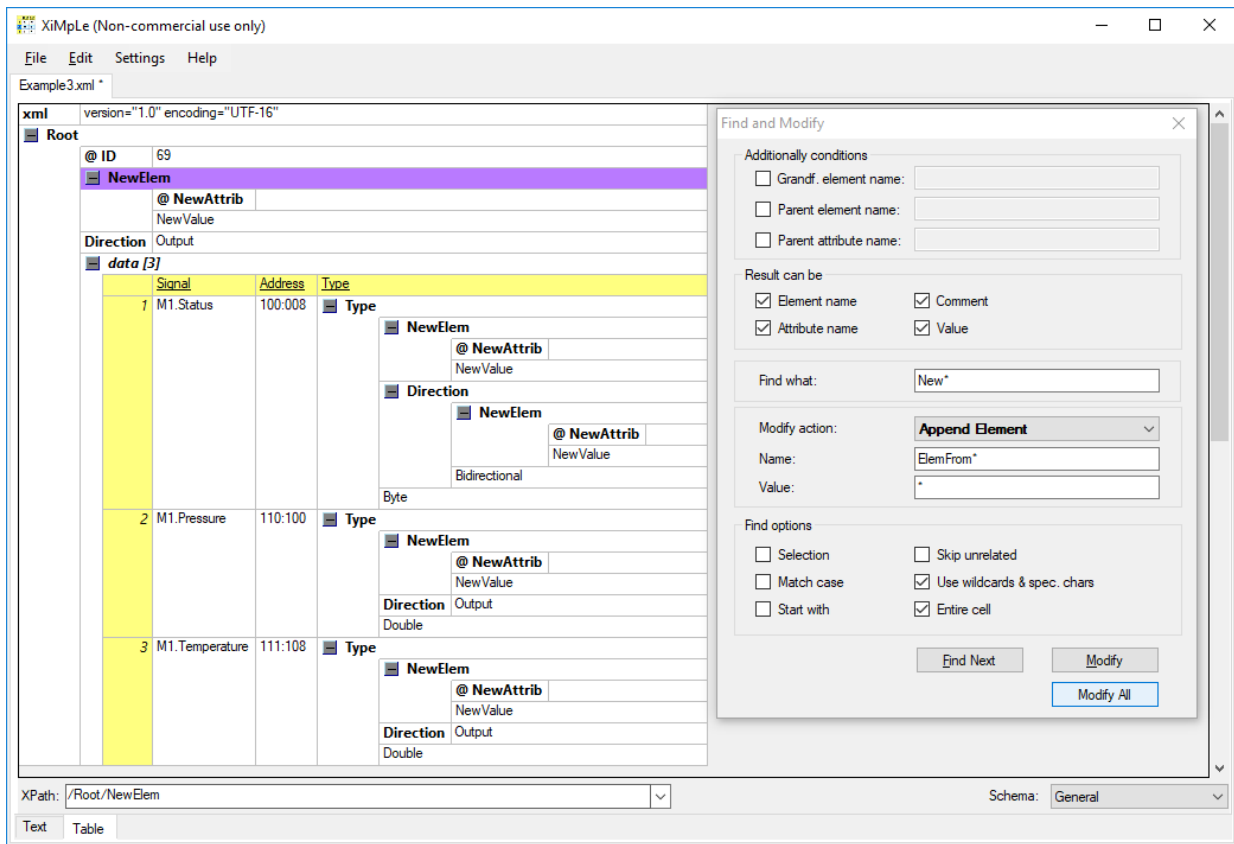 XiMpLe (Non-commercial use only)
File Edit Settings Help
Example3.xml *
xml version="1.0" encoding="UTF-16"
Root
@ ID 69
NewElem
@ NewAttrib
NewValue
Direction Output
data [3]
Signal Address Type
1 M1.Status 100:008 Type
NewElem
@ NewAttrib
NewValue
Direction
NewElem
@ NewAttrib
NewValue
Bidirectional
Byte
2 M1.Pressure 110:100 Type
NewElem
@ NewAttrib
NewValue
Direction Output
Double
3 M1.Temperature 111:108 Type
NewElem
@ NewAttrib
NewValue
Direction Output
Double
Find and Modify
Additionally conditions
Grandf. element name:
Parent element name:
Parent attribute name:
Result can be
Element name Comment
Attribute name Value
Find what: New*
Modify action: Append Element
Name: ElemFrom*
Value: *
Find options
Selection Skip unrelated
Match case Use wildcards & spec. chars
Start with Entire cell
Find Next Modify
Modify All
XPath: /Root/NewElem Schema: General
Text Table